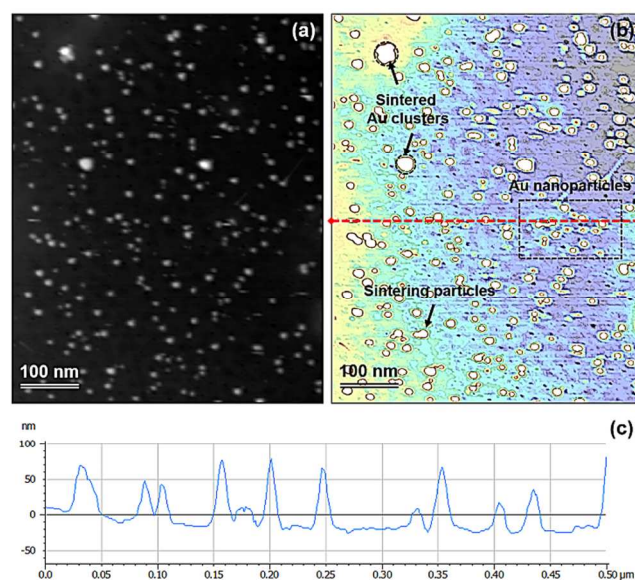 (a)
100 nm
(b)
Sintered
Au clusters
Au nanoparticles
Sintering particles
100 nm
(c)
nm
100
50
0
-50
0.0 0.05 0.10 0.15 0.20 0.25 0.30 0.35 0.40 0.45 0.50 µm